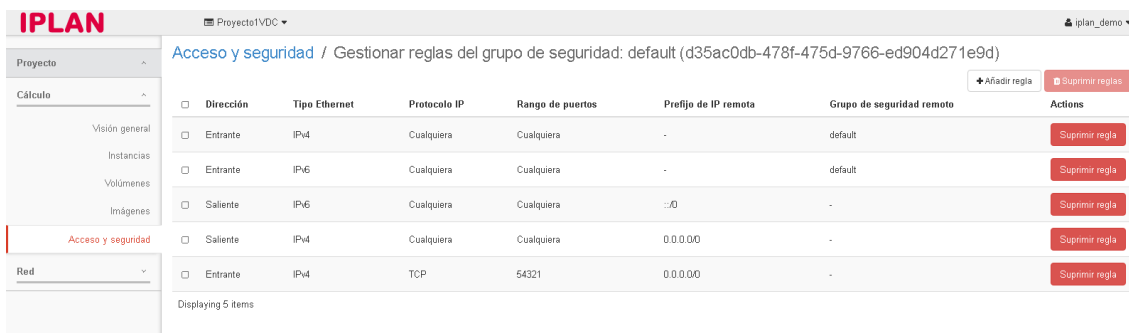 IPLAN
Proyecto1VDC
iplan_demo
Acceso y seguridad / Gestionar reglas del grupo de seguridad: default (d35ac0db-478f-475d-9766-ed904d271e9d)
Proyecto
Cálculo
Visión general
Instancias
Volúmenes
Imágenes
Acceso y seguridad
Red
Añadir regla Suprimir reglas
Dirección Tipo Ethernet Protocolo IP Rango de puertos Prefijo de IP remota Grupo de seguridad remoto Actions
Entrante IPv4 Cualquiera Cualquiera - default Suprimir regla
Entrante IPv6 Cualquiera Cualquiera - default Suprimir regla
Saliente IPv6 Cualquiera Cualquiera ::/0 - Suprimir regla
Saliente IPv4 Cualquiera Cualquiera 0.0.0.0/0 - Suprimir regla
Entrante IPv4 TCP 54321 0.0.0.0/0 - Suprimir regla
Displaying 5 items